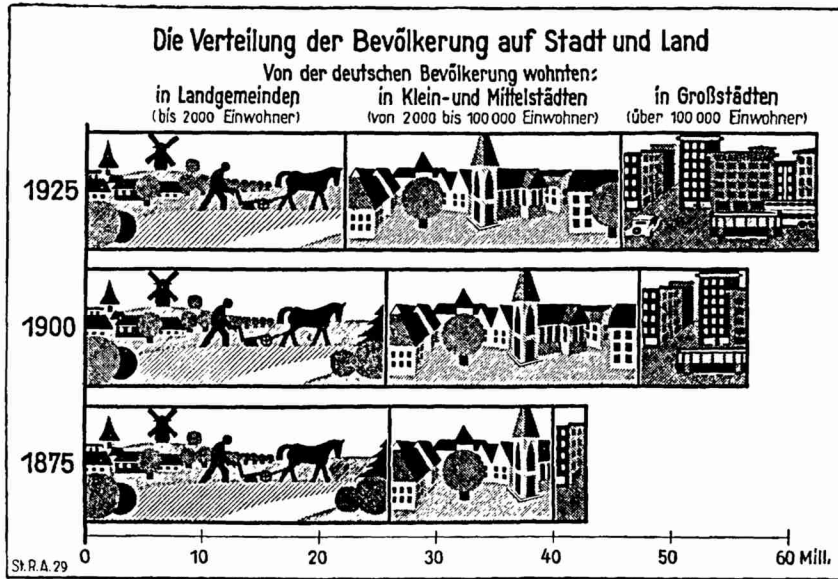 Die Verteilung der Bevölkerung auf Stadt und Land
Von der deutschen Bevölkerung wohnten:
in Landgemeinden
(bis 2000 Einwohner)
in Klein- und Mittelstädten
(von 2000 bis 100 000 Einwohner)
in Großstädten
(über 100 000 Einwohner)
1925
1900
1875
0 10 20 30 40 50 60 Mill.
St.R.A.29